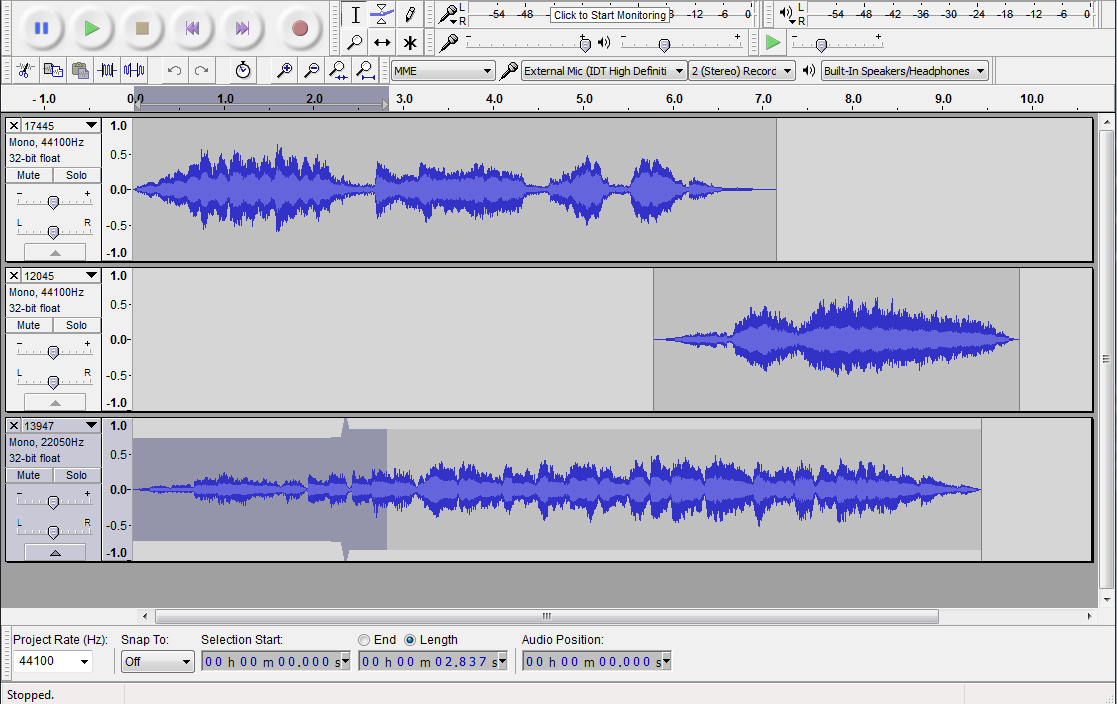 L
R
-54 -48 Click to Start Monitoring -12 -6 0
L
R
-54 -48 -42 -36 -30 -24 -18 -12 -6 0
- +
- +
- +
MME
External Mic (IDT High Definiti
2 (Stereo) Record
Built-In Speakers/Headphones
-1.0 0.0 1.0 2.0 3.0 4.0 5.0 6.0 7.0 8.0 9.0 10.0
17445
Mono, 44100Hz
32-bit float
Mute Solo
- +
L R
1.0
0.5-
0.0-
-0.5-
-1.0
12045
Mono, 44100Hz
32-bit float
Mute Solo
- +
L R
1.0
0.5-
0.0-
-0.5-
-1.0
13947
Mono, 22050Hz
32-bit float
Mute Solo
- +
L R
1.0
0.5-
0.0-
-0.5-
-1.0
Project Rate (Hz):
44100
Snap To:
Off
Selection Start:
00 h 00 m 00.000 s
End Length
00 h 00 m 02.837 s
Audio Position:
00 h 00 m 00.000 s
Stopped.